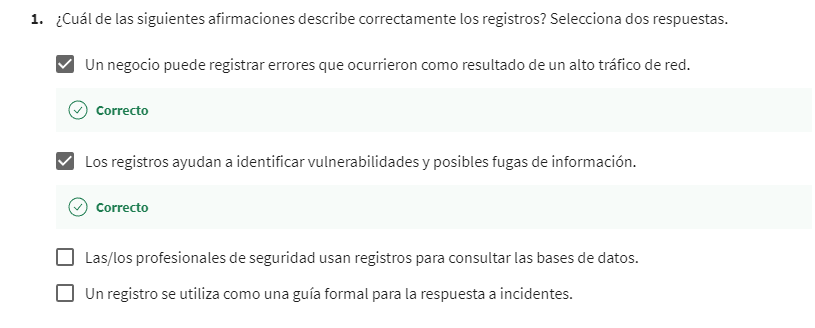 1. ¿Cuál de las siguientes afirmaciones describe correctamente los registros? Selecciona dos respuestas.
Un negocio puede registrar errores que ocurrieron como resultado de un alto tráfico de red.
Correcto
Los registros ayudan a identificar vulnerabilidades y posibles fugas de información.
Correcto
Las/los profesionales de seguridad usan registros para consultar las bases de datos.
Un registro se utiliza como una guía formal para la respuesta a incidentes.